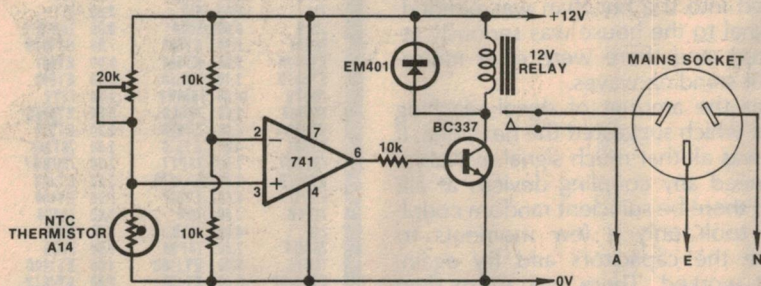 +12V
20k
10k
EM401
12V
RELAY
MAINS SOCKET
BC337
2
7
-
741
6
10k
+
3
4
NTC
THERMISTOR
A14
10k
A
E
N
0V